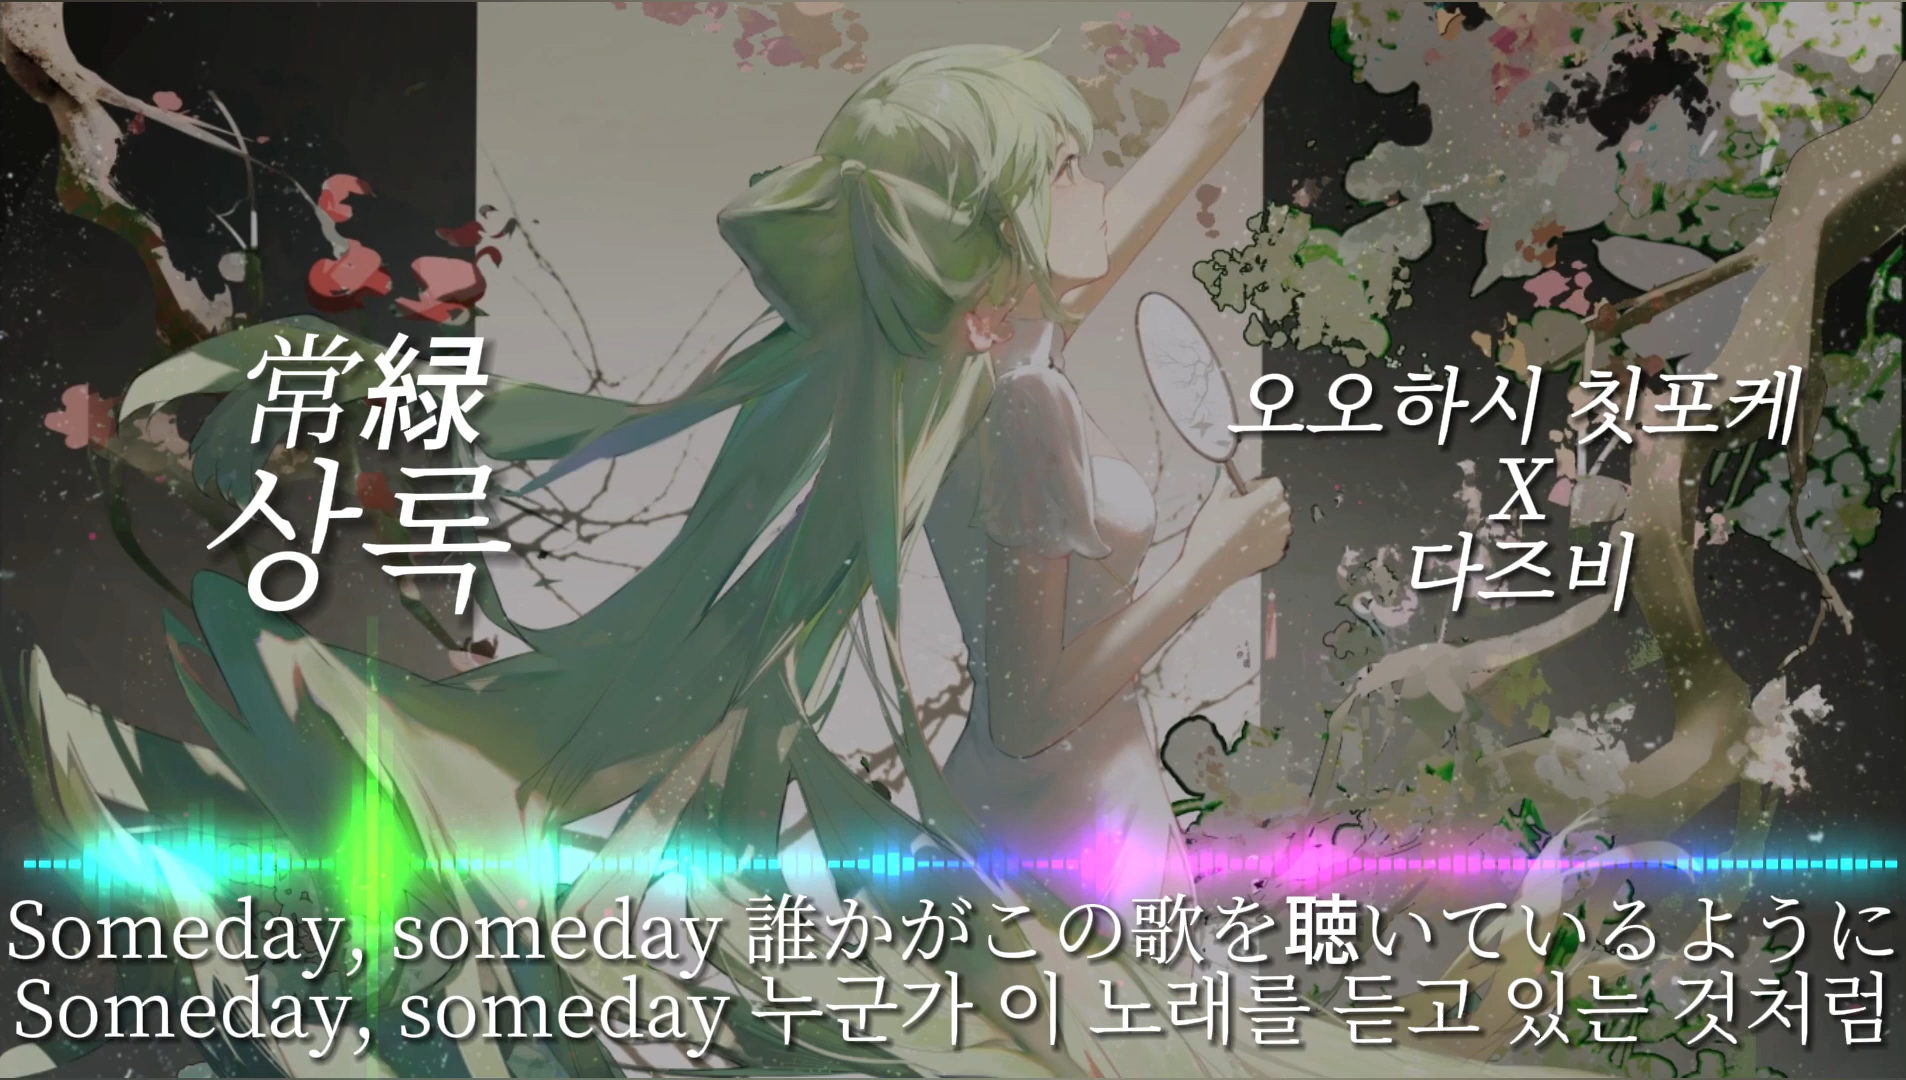 常緑
상록
오오하시 칫포케
X
다즈비
Someday, someday 誰かがこの歌を聴いているように
Someday, someday 누군가 이 노래를 듣고 있는 것처럼